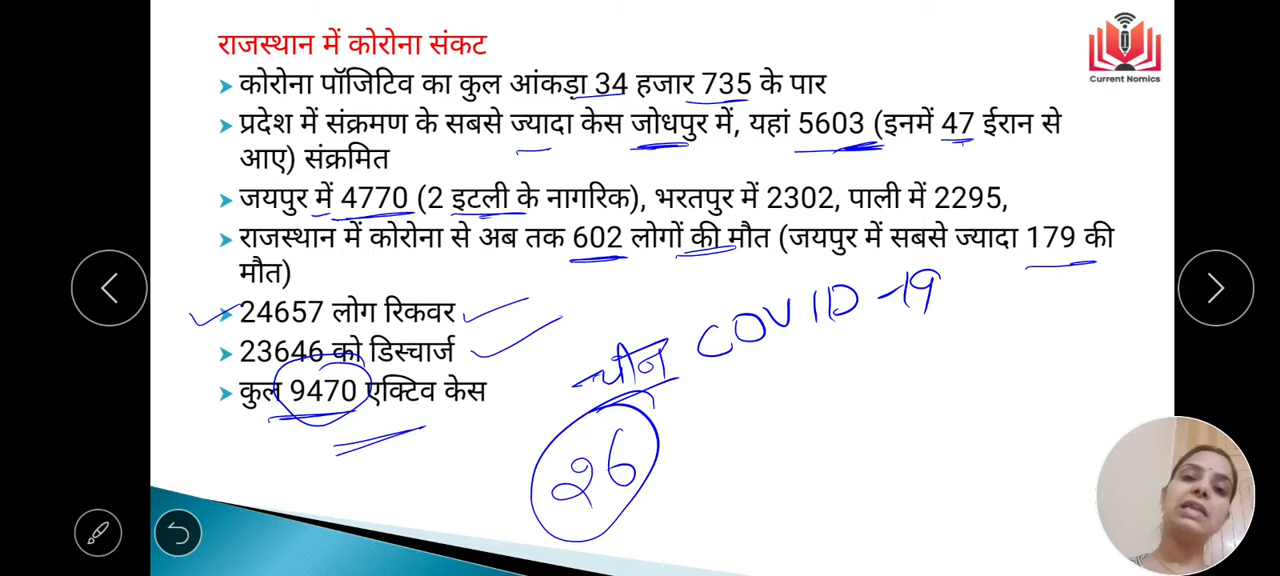 राजस्थान में कोरोना संकट
Current Nomics
कोरोना पॉजिटिव का कुल आंकड़ा 34 हजार 735 के पार
प्रदेश में संक्रमण के सबसे ज्यादा केस जोधपुर में, यहां 5603 (इनमें 47 ईरान से
आए) संक्रमित
जयपुर में 4770 (2 इटली के नागरिक), भरतपुर में 2302, पाली में 2295,
राजस्थान में कोरोना से अब तक 602 लोगों की मौत (जयपुर में सबसे ज्यादा 179 की
मौत)
24657 लोग रिकवर
23646 को डिस्चार्ज
कुल 9470 एक्टिव केस
चीन COVID-19
26